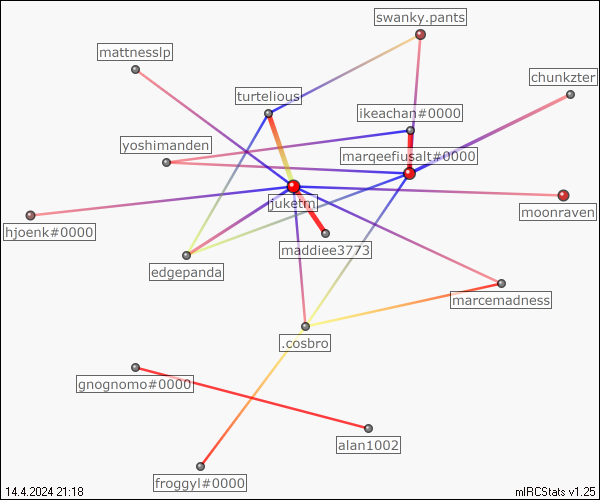 swanky.pants
mattnesslp
chunkzter
turtelious
ikeachan#0000
yoshimanden
marqeefiusalt#0000
juketm
moonraven
hjoenk#0000
maddiee3773
edgepanda
marcemadness
.cosbro
gnognomo#0000
alan1002
froggyl#0000
14.4.2024 21:18
mIRCStats v1.25